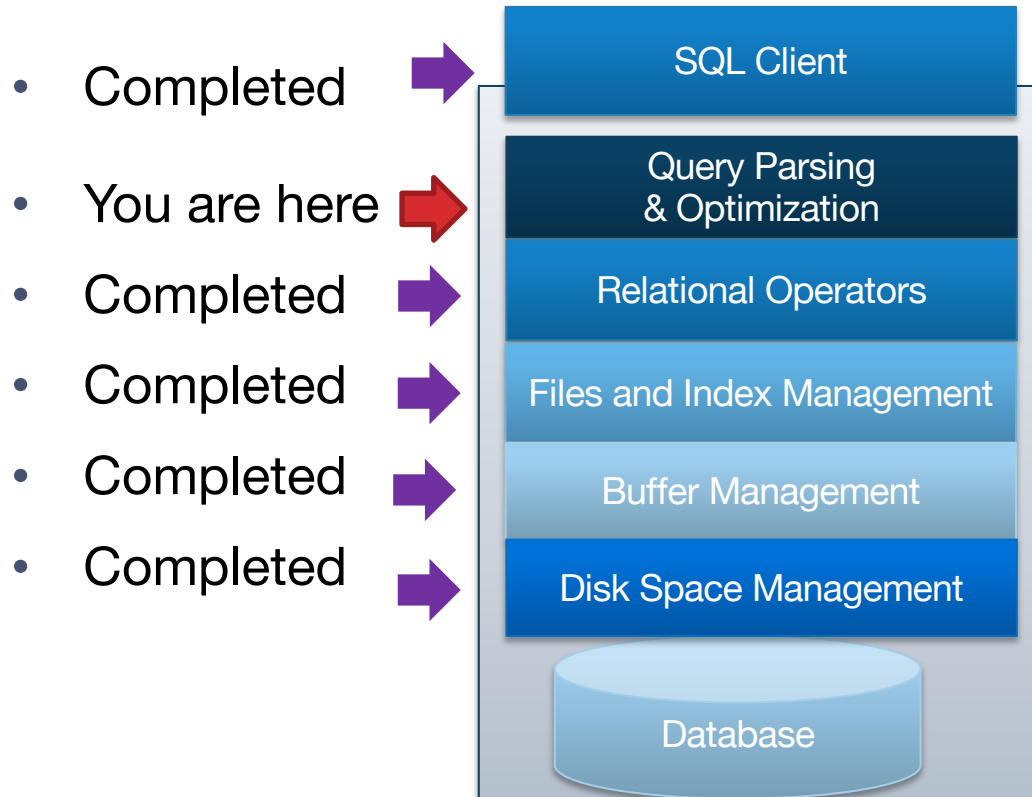 • Completed
SQL Client
• You are here
Query Parsing
& Optimization
• Completed
Relational Operators
• Completed
Files and Index Management
• Completed
Buffer Management
• Completed
Disk Space Management
Database